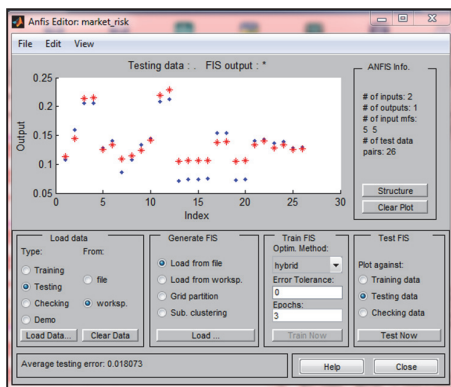 Anfis Editor: market_risk
File Edit View
Testing data : . FIS output : *
0.25
0.2
0.15
0.1
0.05
Output
0 5 10 15 20 25 30
Index
ANFIS Info.
# of inputs: 2
# of outputs: 1
# of input mfs:
5 5
# of test data
pairs: 26
Structure
Clear Plot
Load data
Type: From:
Training
Testing
Checking
Demo
file
worksp.
Load Data... Clear Data
Generate FIS
Load from file
Load from worksp.
Grid partition
Sub. clustering
Load ...
Train FIS
Optim. Method:
hybrid
Error Tolerance:
0
Epochs:
3
Train Now
Test FIS
Plot against:
Training data
Testing data
Checking data
Test Now
Average testing error: 0.018073
Help Close